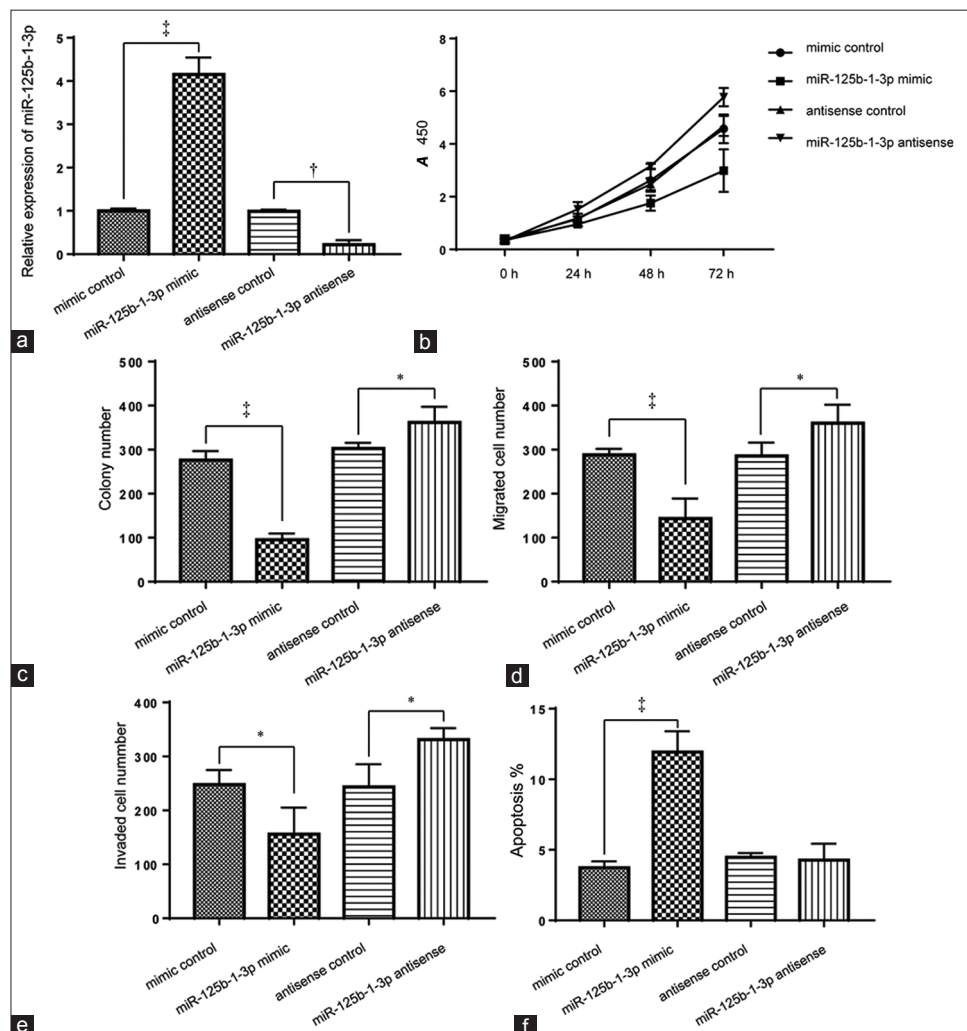 ‡
Relative expression of miR-125b-1-3p
5
4
3
2
1
0
†
mimic control
miR-125b-1-3p mimic
antisense control
miR-125b-1-3p antisense
a
A 450
8
6
4
2
0
0 h
24 h
48 h
72 h
mimic control
miR-125b-1-3p mimic
antisense control
miR-125b-1-3p antisense
b
Colony number
500
400
300
200
100
0
‡
*
mimic control
miR-125b-1-3p mimic
antisense control
miR-125b-1-3p antisense
c
Migrated cell number
500
400
300
200
100
0
‡
*
mimic control
miR-125b-1-3p mimic
antisense control
miR-125b-1-3p antisense
d
Invaded cell nummber
400
300
200
100
0
*
*
mimic control
miR-125b-1-3p mimic
antisense control
miR-125b-1-3p antisense
e
Apoptosis %
15
10
5
0
‡
mimic control
miR-125b-1-3p mimic
antisense control
miR-125b-1-3p antisense
f